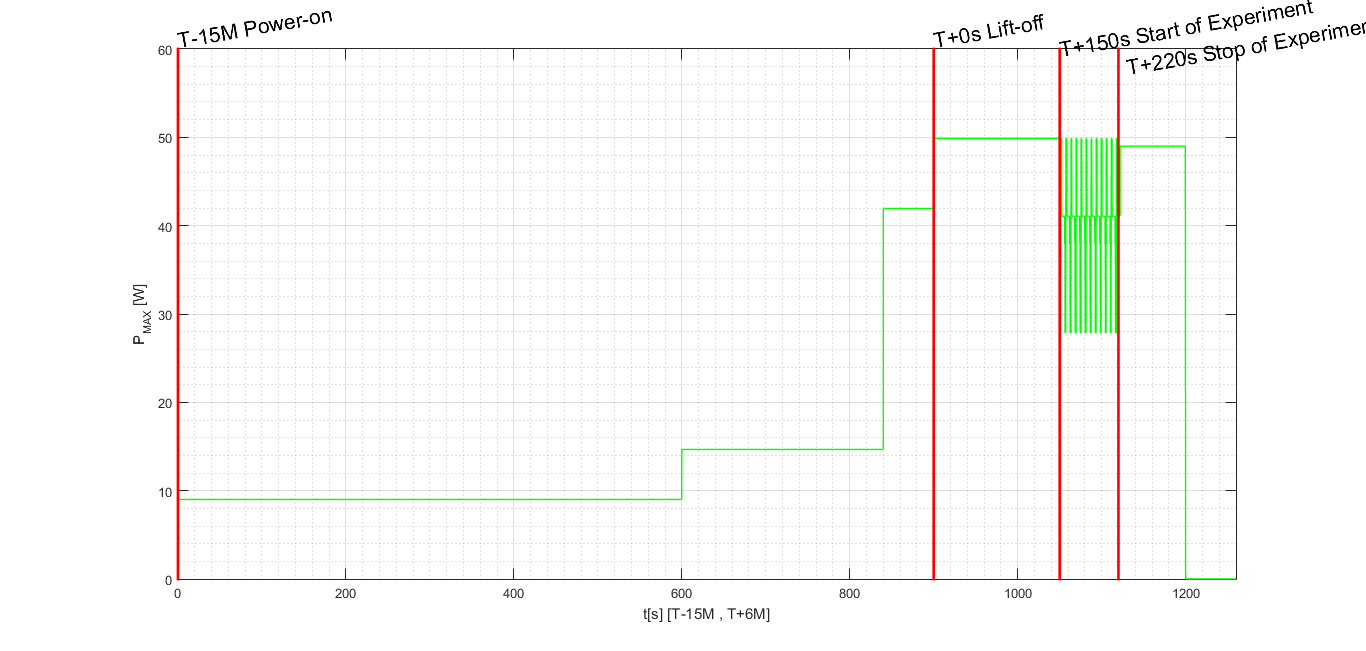 T-15M Power-on
T+0s Lift-off
T+150s Start of Experiment
T+220s Stop of Experimer
60
50
40
30
20
10
0
P_MAX [W]
0 200 400 600 800 1000 1200
t[s] [T-15M , T+6M]